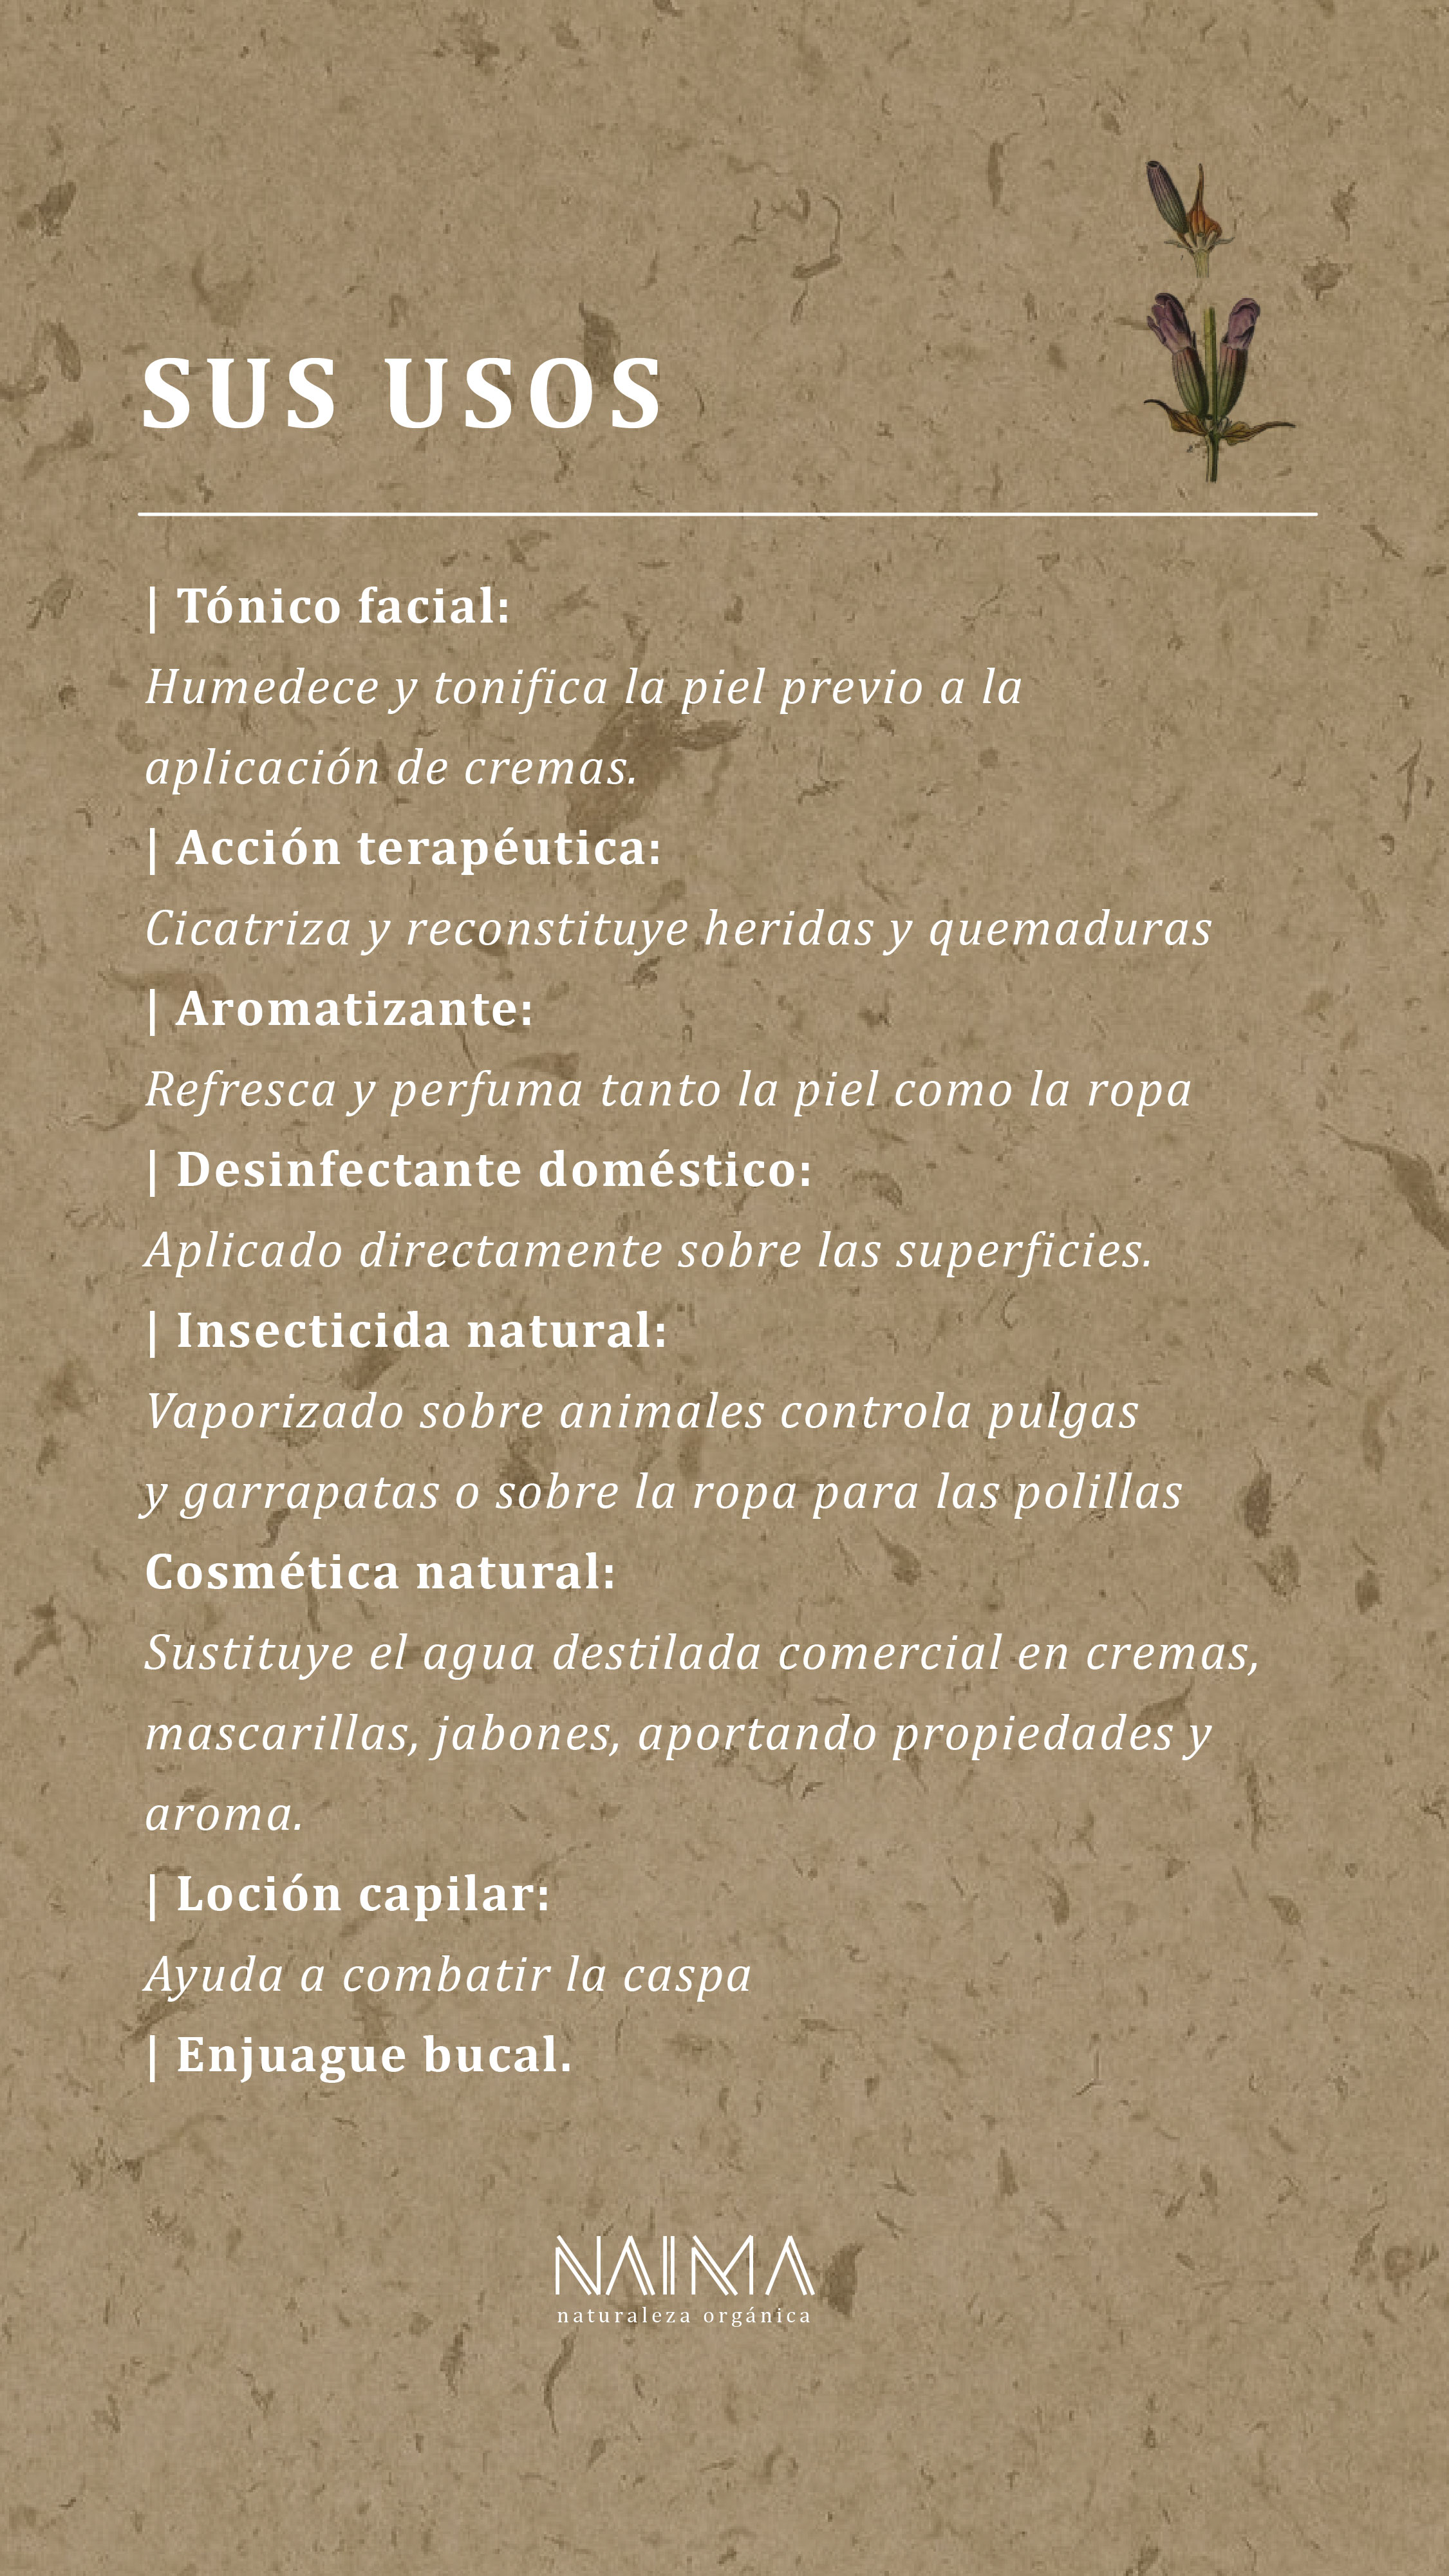 SUS USOS
| Tónico facial:
Humedece y tonifica la piel previo a la
aplicación de cremas.
| Acción terapéutica:
Cicatriza y reconstituye heridas y quemaduras
| Aromatizante:
Refresca y perfuma tanto la piel como la ropa
| Desinfectante doméstico:
Aplicado directamente sobre las superficies.
| Insecticida natural:
Vaporizado sobre animales controla pulgas
y garrapatas o sobre la ropa para las polillas
Cosmética natural:
Sustituye el agua destilada comercial en cremas,
mascarillas, jabones, aportando propiedades y
aroma.
| Loción capilar:
Ayuda a combatir la caspa
| Enjuague bucal.
NAIMA
naturaleza orgánica